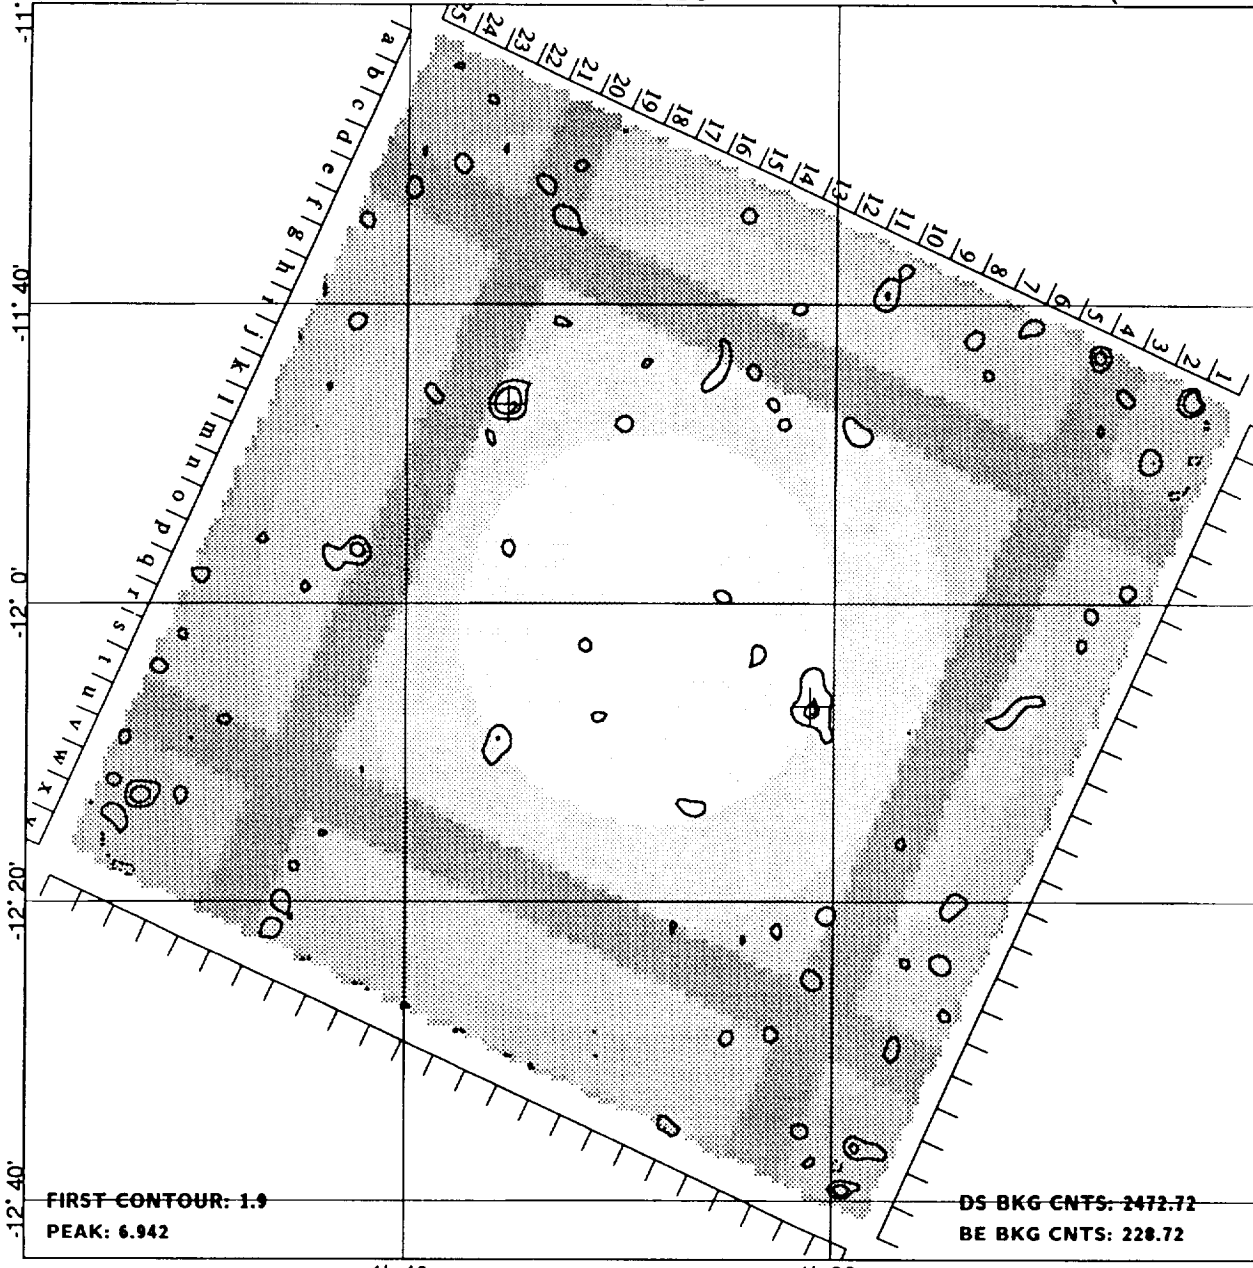 -11°
25 24 23 22 21 20 19 18 17 16 15 14 13 12 11 10 9 8 7 6 5 4 3 2 1
a b c d e f g h i j k l m n o p q r s t u v w x y
-11° 40'
-12° 0'
-12° 20'
-12° 40'
FIRST CONTOUR: 1.9
PEAK: 6.942
DS BKG CNTS: 2472.72
BE BKG CNTS: 228.72